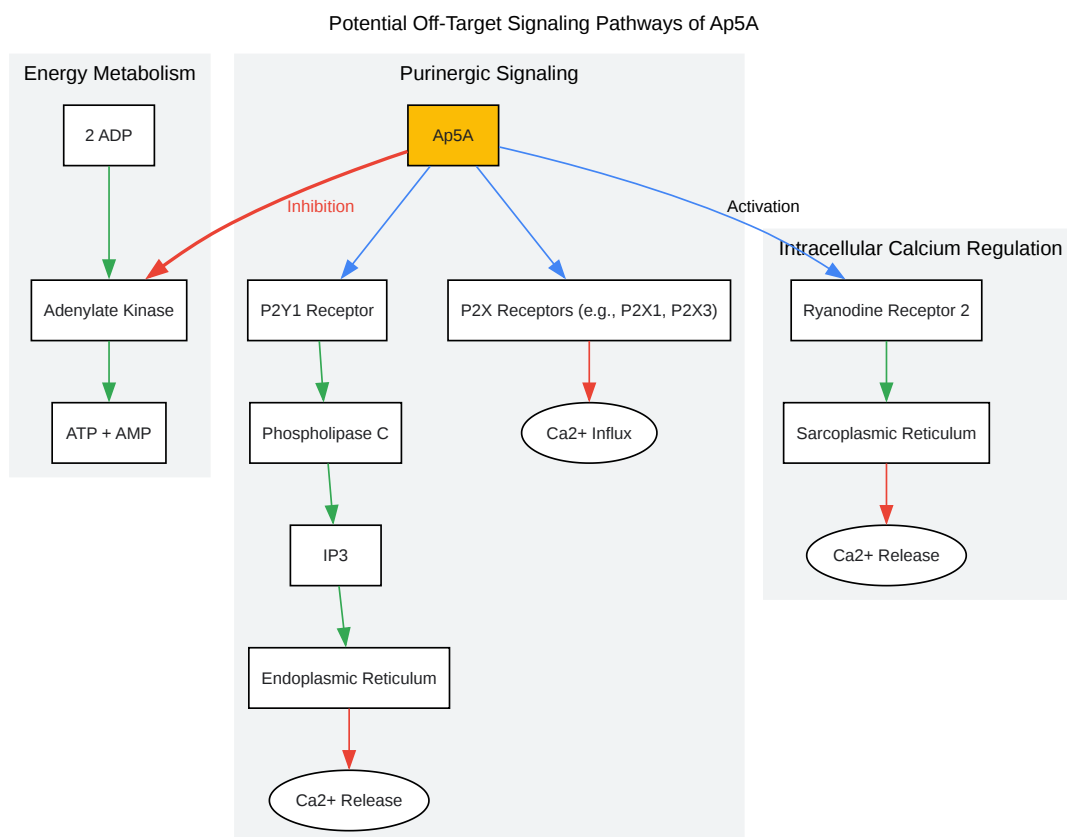 Potential Off-Target Signaling Pathways of Ap5A
Energy Metabolism
Purinergic Signaling
2 ADP
Ap5A
Inhibition
Activation
Intracellular Calcium Regulation
Adenylate Kinase
P2Y1 Receptor
P2X Receptors (e.g., P2X1, P2X3)
Ryanodine Receptor 2
ATP + AMP
Phospholipase C
Ca2+ Influx
Sarcoplasmic Reticulum
IP3
Ca2+ Release
Endoplasmic Reticulum
Ca2+ Release